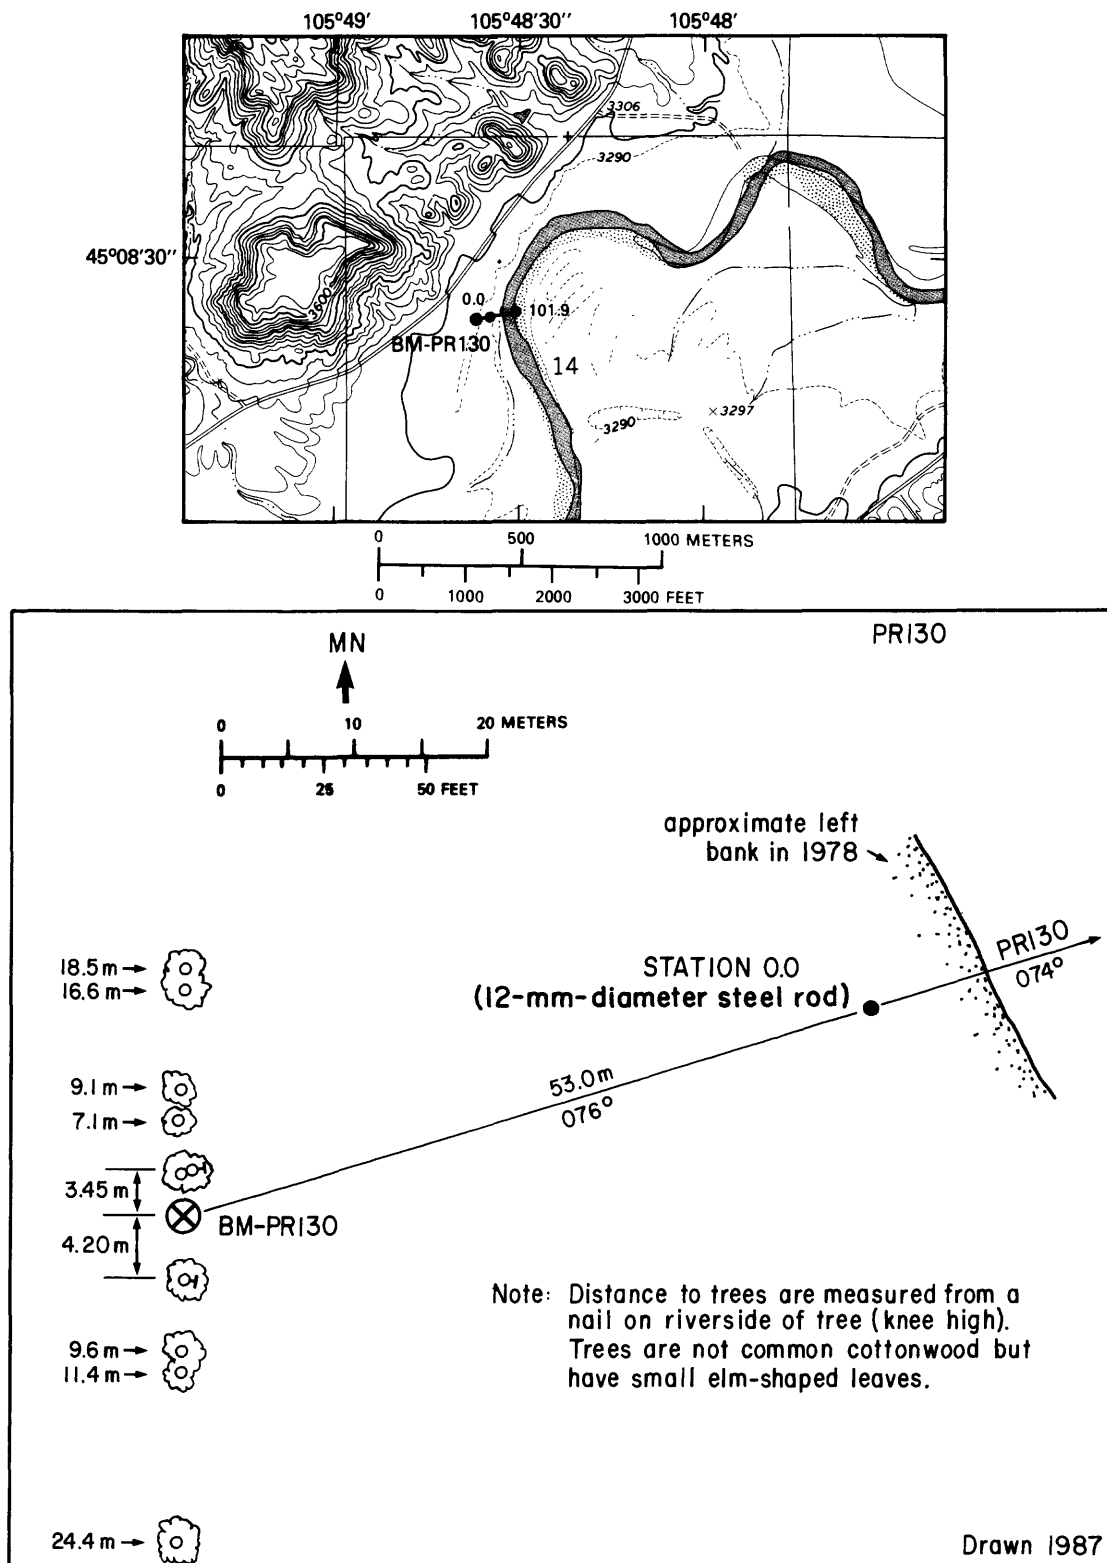 105°49' 105°48'30'' 105°48'
3306
3290
45°08'30''
3600
0.0
101.9
BM-PR130
14
3297
3290
0 500 1000 METERS
0 1000 2000 3000 FEET
PR130
MN
0 10 20 METERS
0 25 50 FEET
approximate left
bank in 1978
PR130
074°
18.5 m
16.6 m
STATION 0.0
(12-mm-diameter steel rod)
9.1 m
7.1 m
53.0 m
076°
3.45 m
BM-PR130
4.20 m
Note: Distance to trees are measured from a
nail on riverside of tree (knee high).
Trees are not common cottonwood but
have small elm-shaped leaves.
9.6 m
11.4 m
24.4 m
Drawn 1987